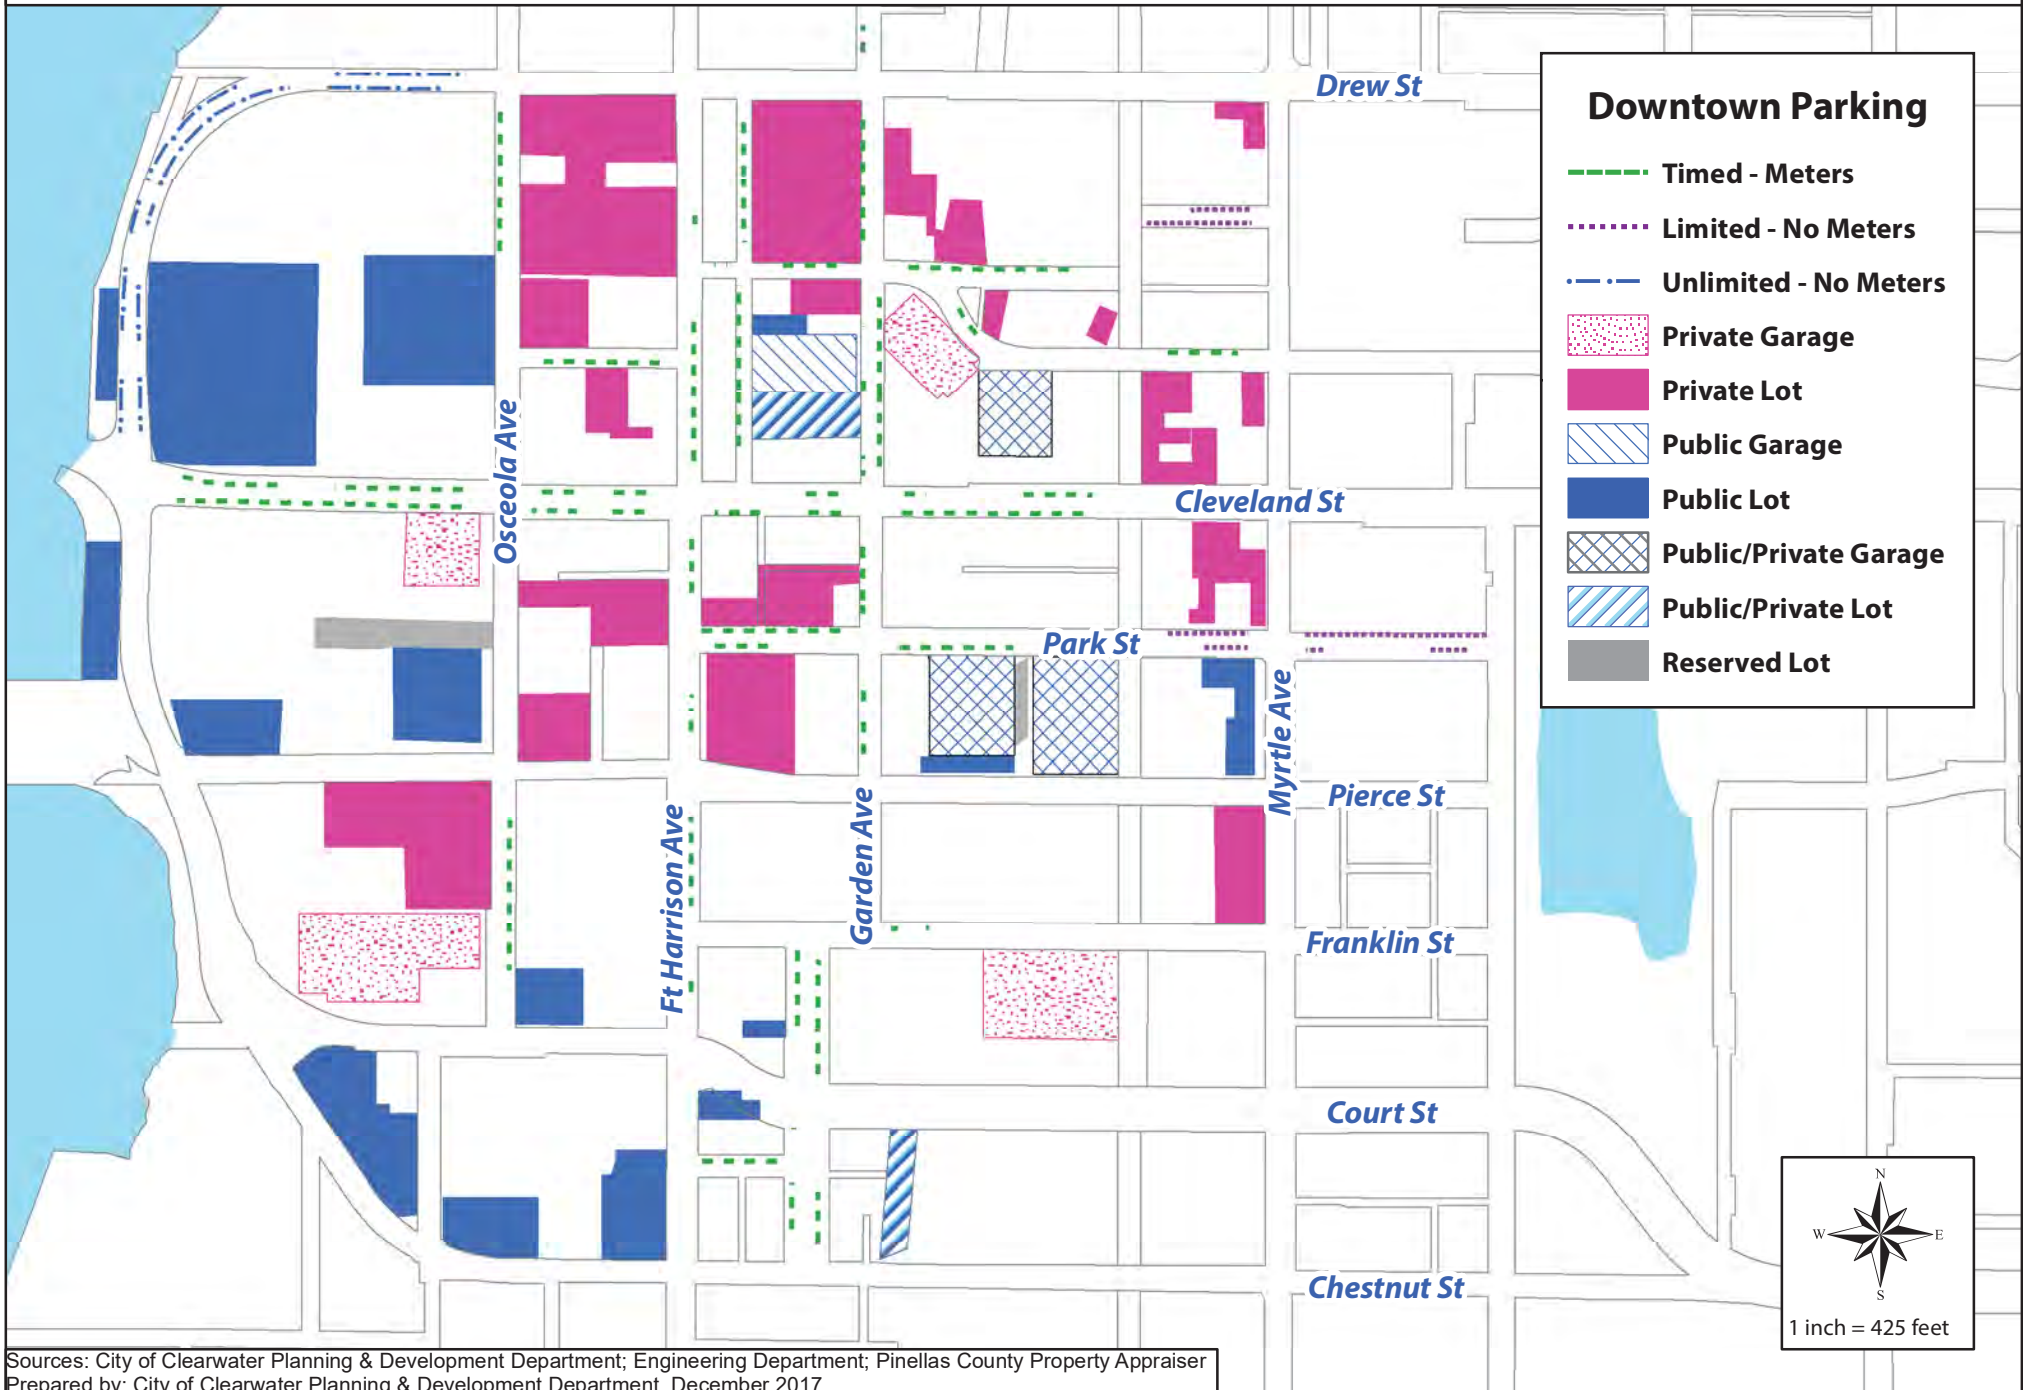 Drew St
Downtown Parking
Timed - Meters
Limited - No Meters
Unlimited - No Meters
Private Garage
Private Lot
Public Garage
Public Lot
Public/Private Garage
Public/Private Lot
Reserved Lot
Osceola Ave
Cleveland St
Park St
Myrtle Ave
Pierce St
Ft Harrison Ave
Garden Ave
Franklin St
Court St
Chestnut St
N
W
E
S
1 inch = 425 feet
Sources: City of Clearwater Planning & Development Department; Engineering Department; Pinellas County Property Appraiser
Prepared by: City of Clearwater Planning & Development Department, December 2017